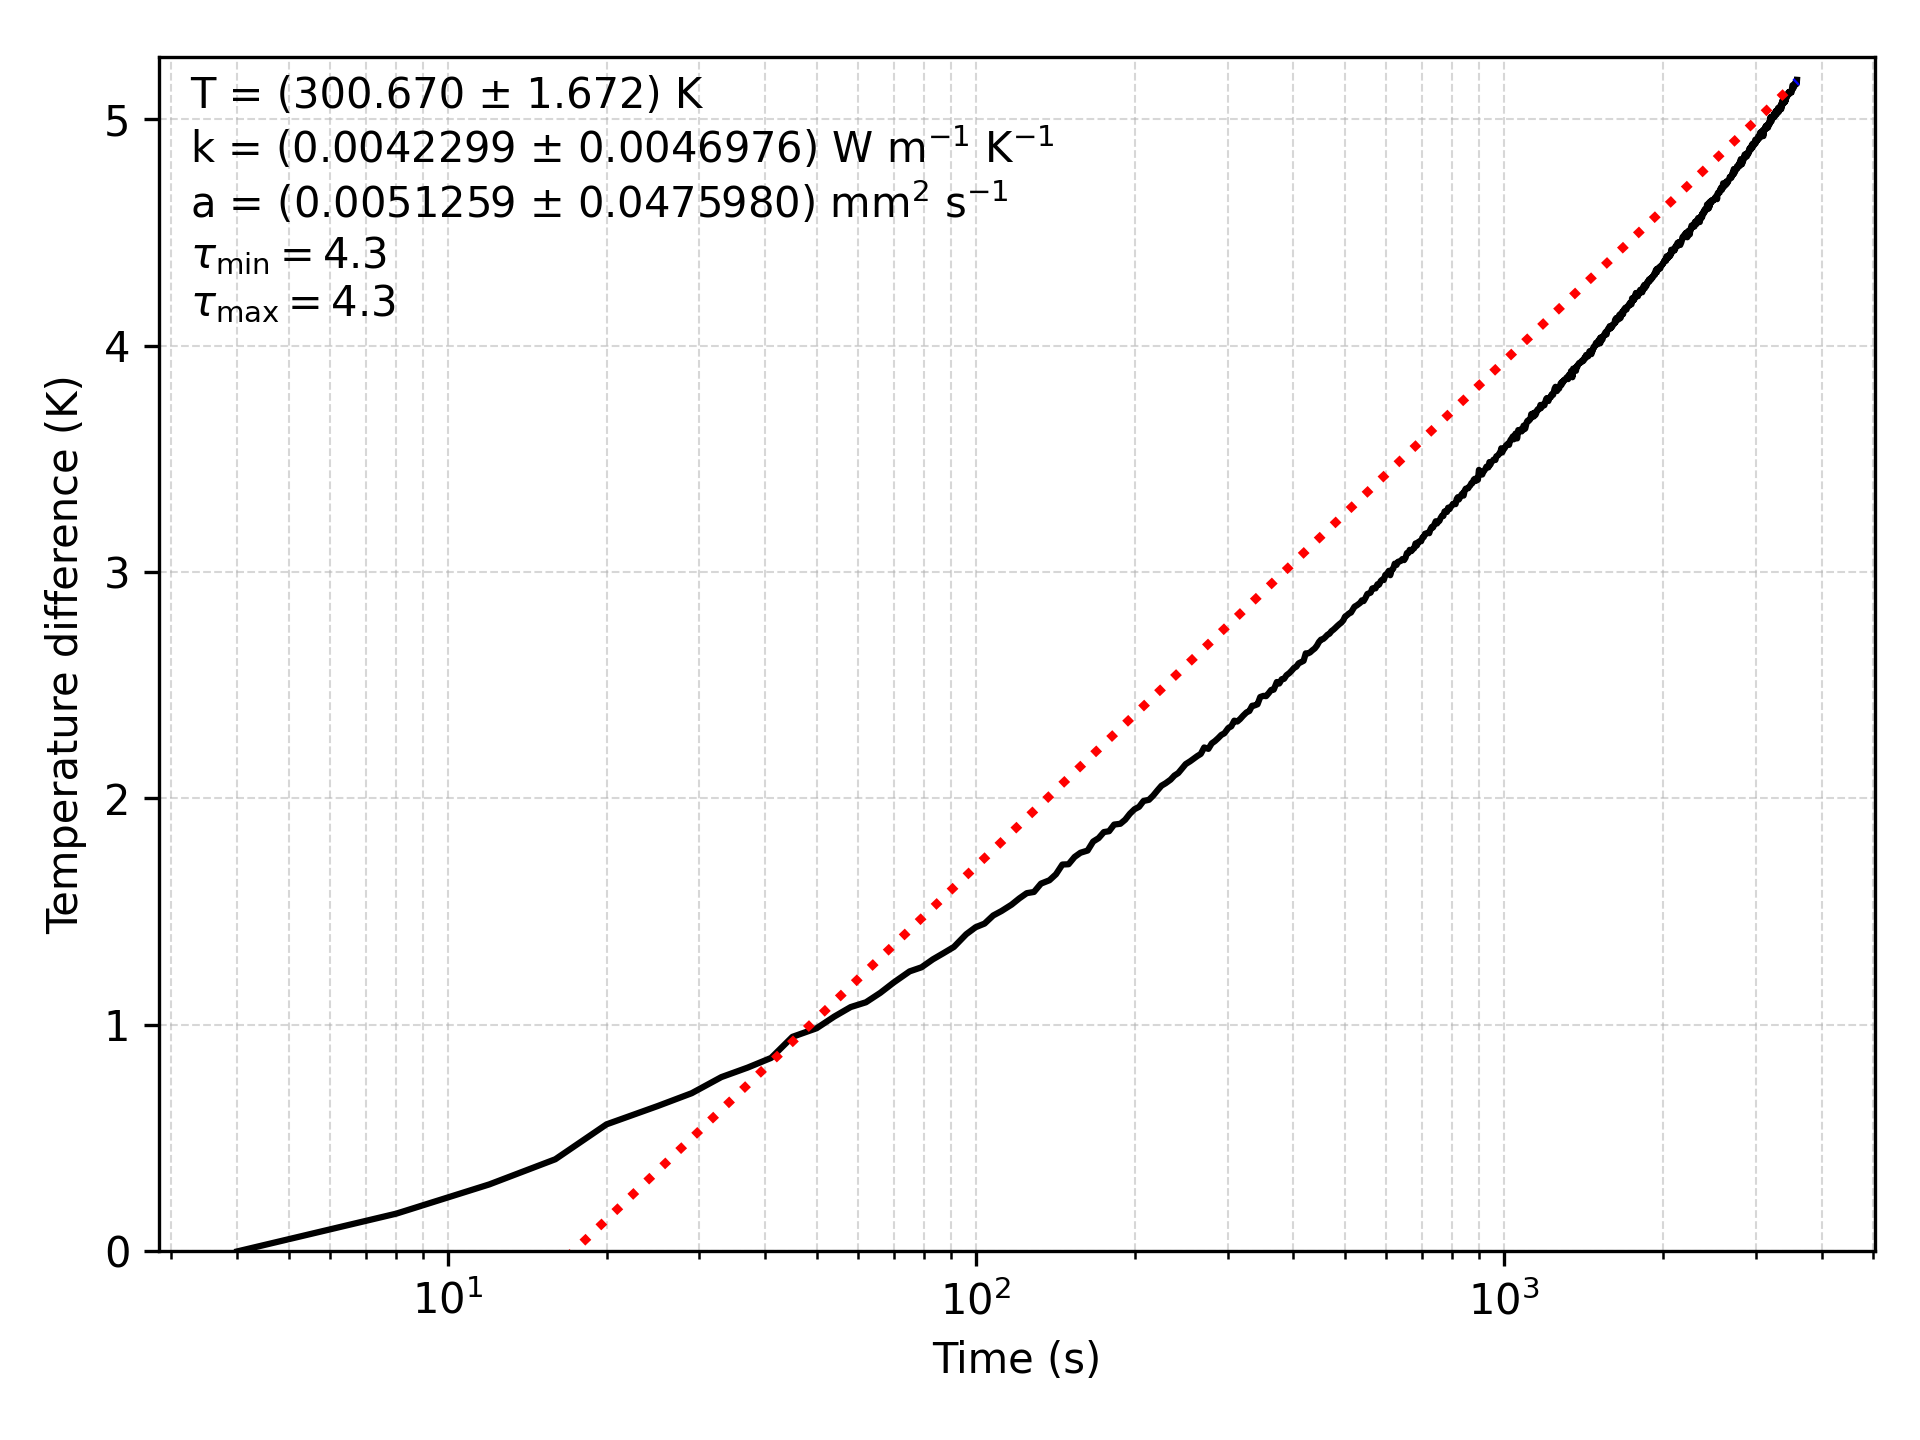 T = (300.670 ± 1.672) K
k = (0.0042299 ± 0.0046976) W m⁻¹ K⁻¹
a = (0.0051259 ± 0.0475980) mm² s⁻¹
τmin = 4.3
τmax = 4.3
5
4
3
2
1
0
Temperature difference (K)
10¹ 10² 10³
Time (s)